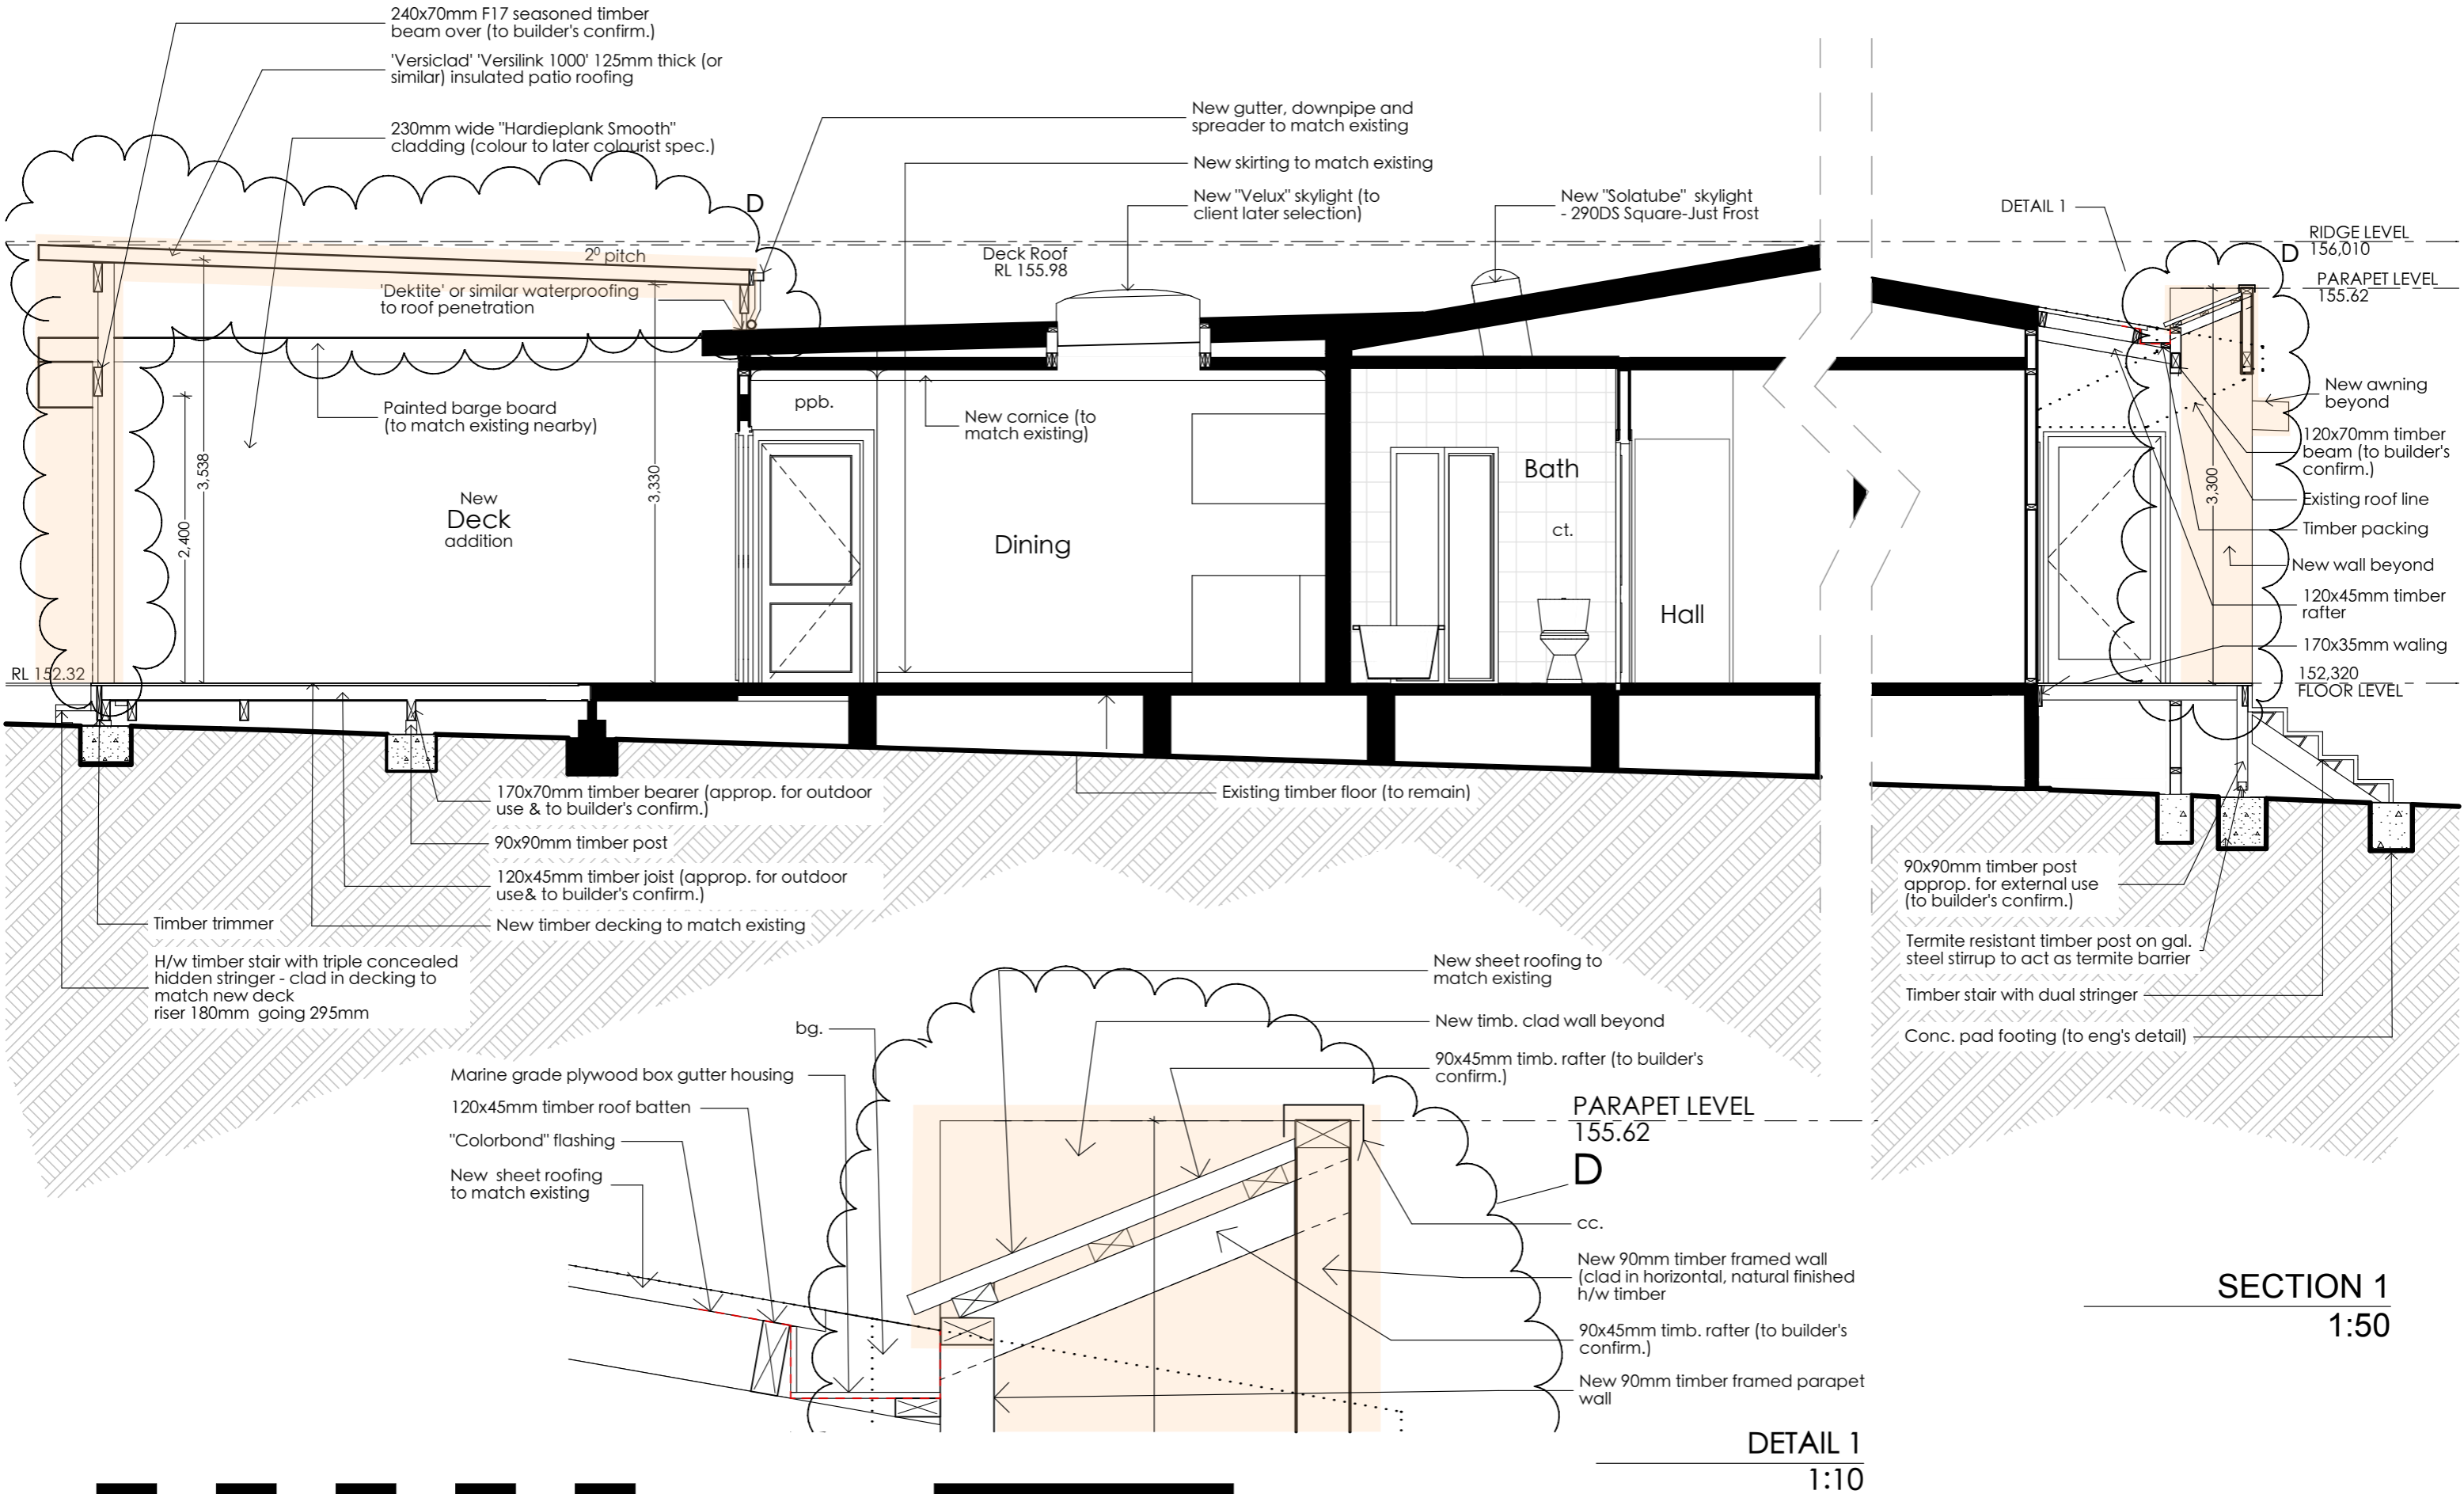 240x70mm F17 seasoned timber
beam over (to builder's confirm.)
'Versiclad' 'Versilink 1000' 125mm thick (or
similar) insulated patio roofing
230mm wide "Hardieplank Smooth"
cladding (colour to later colourist spec.)
New gutter, downpipe and
spreader to match existing
New skirting to match existing
New "Velux" skylight (to
client later selection)
New "Solatube" skylight
- 290DS Square-Just Frost
DETAIL 1
RIDGE LEVEL
156,010
D
PARAPET LEVEL
155.62
D
2⁰ pitch
Deck Roof
RL 155.98
'Dektite' or similar waterproofing
to roof penetration
Painted barge board
(to match existing nearby)
ppb.
New cornice (to
match existing)
New
Deck
addition
2,400
3,538
3,330
Dining
Bath
ct.
Hall
3,300
New awning
beyond
120x70mm timber
beam (to builder's
confirm.)
Existing roof line
Timber packing
New wall beyond
120x45mm timber
rafter
170x35mm waling
152,320
FLOOR LEVEL
RL 152.32
170x70mm timber bearer (approp. for outdoor
use & to builder's confirm.)
90x90mm timber post
120x45mm timber joist (approp. for outdoor
use& to builder's confirm.)
New timber decking to match existing
Timber trimmer
H/w timber stair with triple concealed
hidden stringer - clad in decking to
match new deck
riser 180mm  going 295mm
Existing timber floor (to remain)
90x90mm timber post
approp. for external use
(to builder's confirm.)
Termite resistant timber post on gal.
steel stirrup to act as termite barrier
Timber stair with dual stringer
Conc. pad footing (to eng's detail)
bg.
Marine grade plywood box gutter housing
120x45mm timber roof batten
"Colorbond" flashing
New  sheet roofing
to match existing
New sheet roofing to
match existing
New timb. clad wall beyond
90x45mm timb. rafter (to builder's
confirm.)
PARAPET LEVEL
155.62
D
cc.
New 90mm timber framed wall
(clad in horizontal, natural finished
h/w timber
90x45mm timb. rafter (to builder's
confirm.)
New 90mm timber framed parapet
wall
SECTION 1
1:50
DETAIL 1
1:10